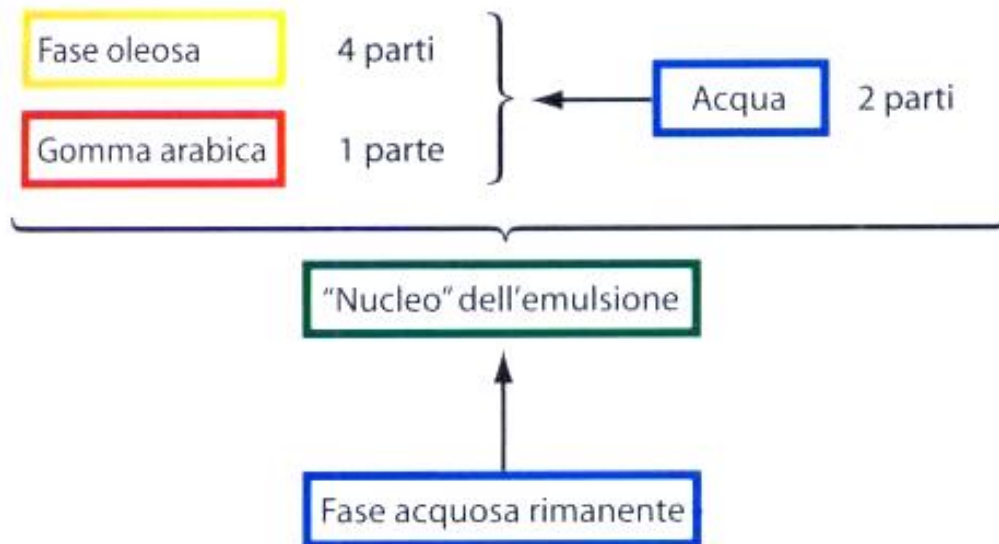 Fase oleosa 4 parti
Acqua 2 parti
Gomma arabica 1 parte
“Nucleo” dell’emulsione
Fase acquosa rimanente